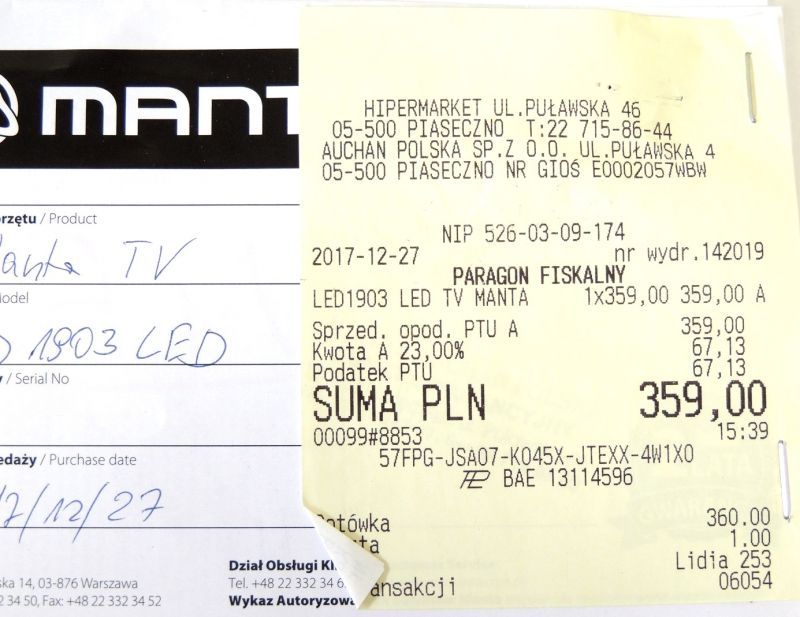 MANT
HIPERMARKET UL.PUŁAWSKA 46
05-500 PIASECZNO T:22 715-86-44
AUCHAN POLSKA SP.Z O.O. UL.PUŁAWSKA 4
05-500 PIASECZNO NR GIOŚ E0002057WBW
NIP 526-03-09-174
2017-12-27 nr wydr.142019
PARAGON FISKALNY
LED1903 LED TV MANTA 1x359,00 359,00 A
Sprzed. opod. PTU A 359,00
Kwota A 23,00% 67,13
Podatek PTU 67,13
SUMA PLN 359,00
00099#8853 15:39
57FPG-JSA07-K045X-JTEXX-4W1X0
BAE 13114596
otówka 360.00
ta 1.00
Lidia 253
ansakcji 06054
rzętu / Product
anta TV
odel
1903 LED
/ Serial No
edaży / Purchase date
7/12/27
Dział Obsługi Kl
ska 14, 03-876 Warszawa Tel. +48 22 332 34 6
2 34 50, Fax: +48 22 332 34 52 Wykaz Autoryzowa